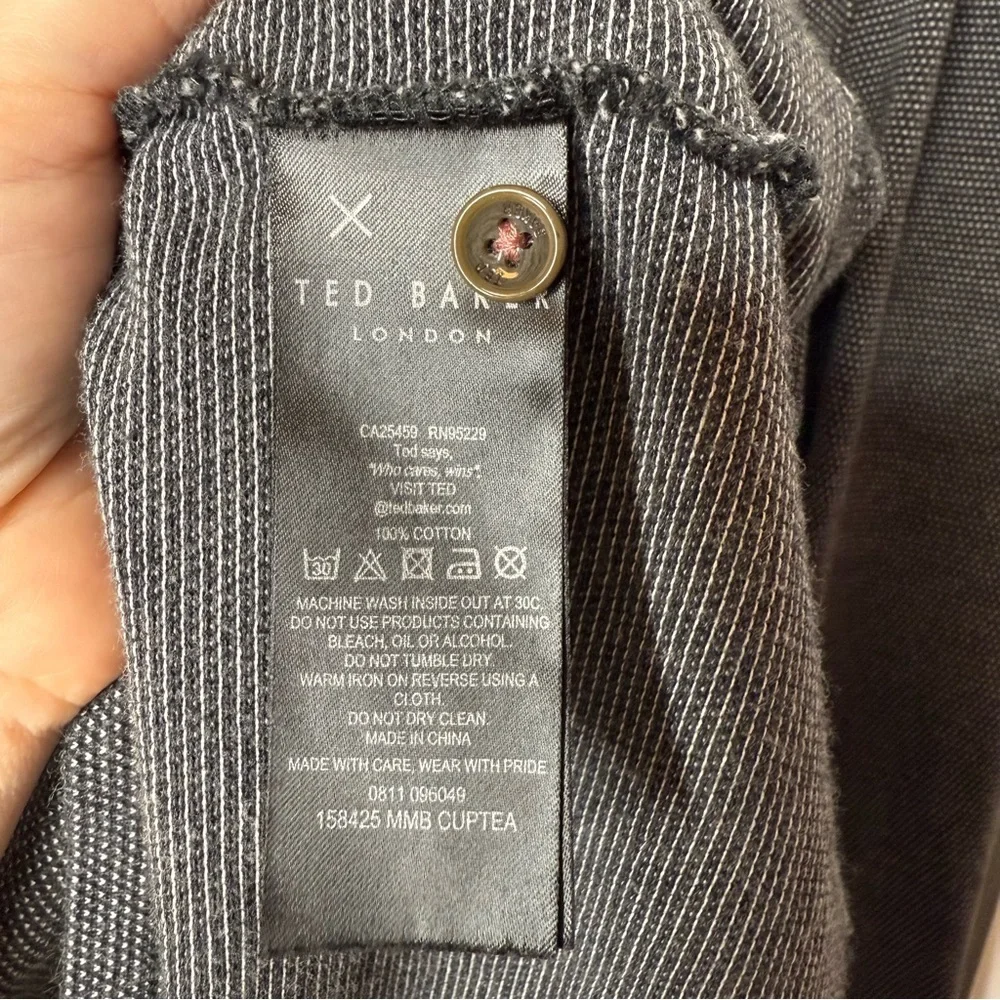 TED BAKER
LONDON
CA25459 RN95229
Ted says,
"Who cares, wins".
VISIT TED
@tedbaker.com
100% COTTON
30
MACHINE WASH INSIDE OUT AT 30C.
DO NOT USE PRODUCTS CONTAINING
BLEACH, OIL OR ALCOHOL.
DO NOT TUMBLE DRY.
WARM IRON ON REVERSE USING A
CLOTH.
DO NOT DRY CLEAN.
MADE IN CHINA
MADE WITH CARE, WEAR WITH PRIDE
0811 096049
158425 MMB CUPTEA